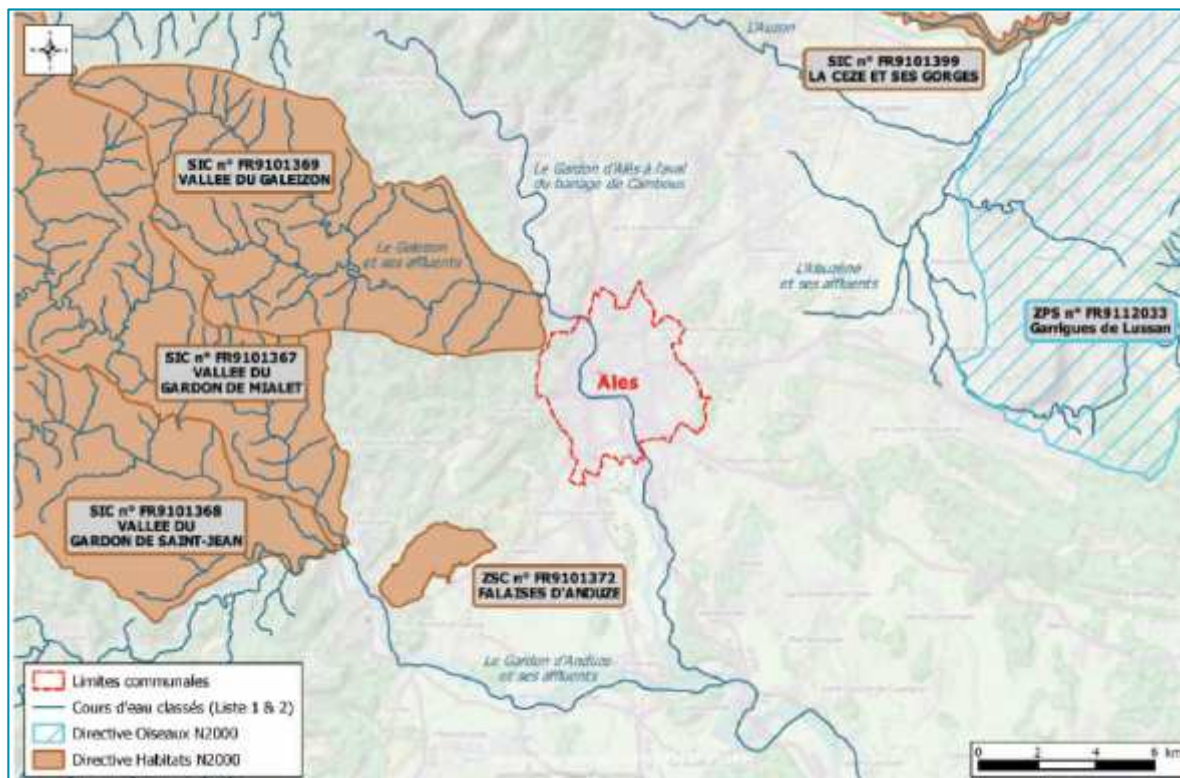 L'Auzon
SIC n° FR9101399
LA CEZE ET SES GORGES
SIC n° FR9101369
VALLEE DU GALEIZON
Le Gardon d'Alès à l'aval
du barrage de Cambous
Le Galeizon
et ses affluents
L'Alauzène
et ses affluents
ZPS n° FR9112033
Garrigues de Lussan
SIC n° FR9101367
VALLEE DU
GARDON DE MIALET
Ales
SIC n° FR9101368
VALLEE DU
GARDON DE SAINT-JEAN
ZSC n° FR9101372
FALAISES D'ANDUZE
Le Gardon d'Anduze
et ses affluents
Limites communales
Cours d'eau classés (Liste 1 & 2)
Directive Oiseaux N2000
Directive Habitats N2000
0 2 4 6 km